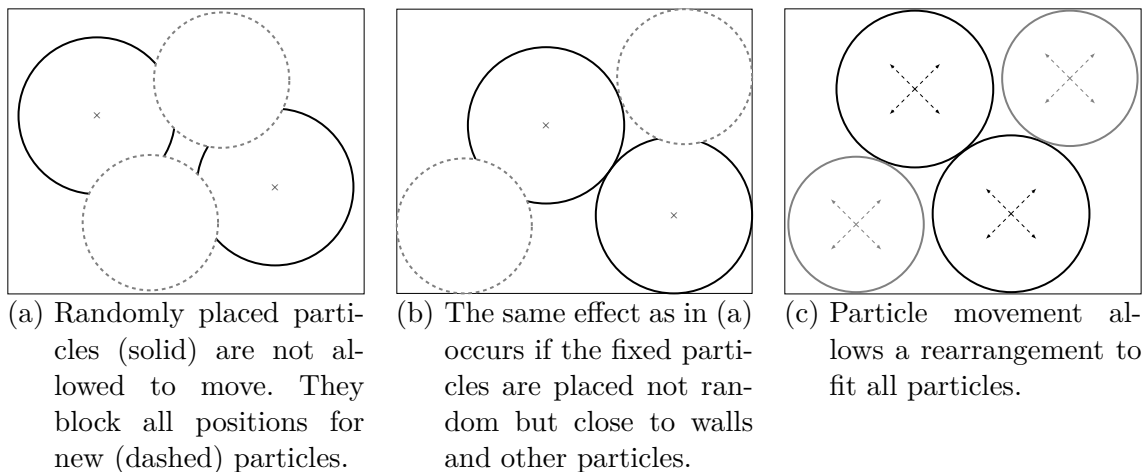 (a) Randomly placed parti-
cles (solid) are not al-
lowed to move. They
block all positions for
new (dashed) particles.
(b) The same effect as in (a)
occurs if the fixed parti-
cles are placed not ran-
dom but close to walls
and other particles.
(c) Particle movement al-
lows a rearrangement to
fit all particles.